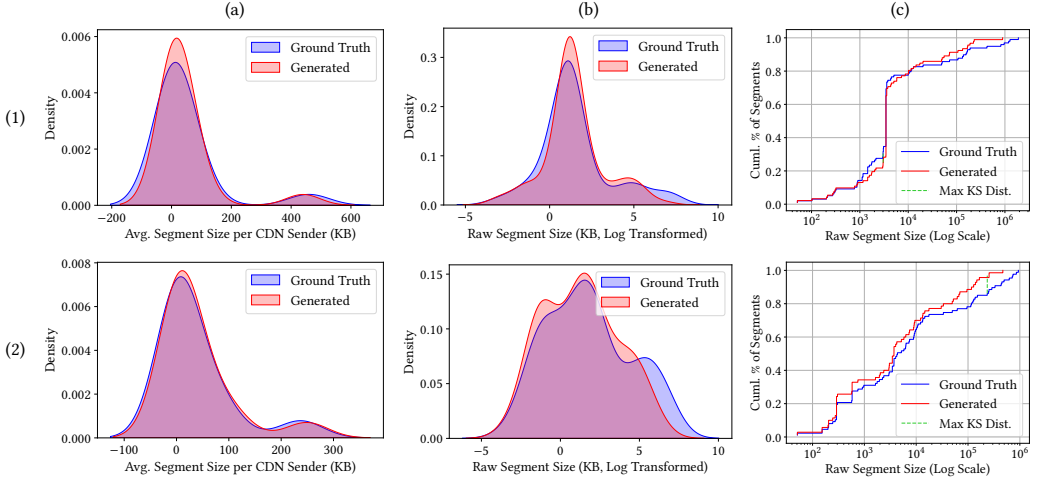 (a)
(b)
(c)
(1)
0.006
0.004
0.002
0.000
Density
Ground Truth
Generated
−200
0
200
400
600
Avg. Segment Size per CDN Sender (KB)
0.3
0.2
0.1
0.0
Density
Ground Truth
Generated
−5
0
5
10
Raw Segment Size (KB, Log Transformed)
1.0
0.8
0.6
0.4
0.2
0.0
Cuml. % of Segments
Ground Truth
Generated
Max KS Dist.
10²
10³
10⁴
10⁵
10⁶
Raw Segment Size (Log Scale)
(2)
0.008
0.006
0.004
0.002
0.000
Density
Ground Truth
Generated
−100
0
100
200
300
Avg. Segment Size per CDN Sender (KB)
0.15
0.10
0.05
0.00
Density
Ground Truth
Generated
−5
0
5
10
Raw Segment Size (KB, Log Transformed)
1.0
0.8
0.6
0.4
0.2
0.0
Cuml. % of Segments
Ground Truth
Generated
Max KS Dist.
10²
10³
10⁴
10⁵
10⁶
Raw Segment Size (Log Scale)